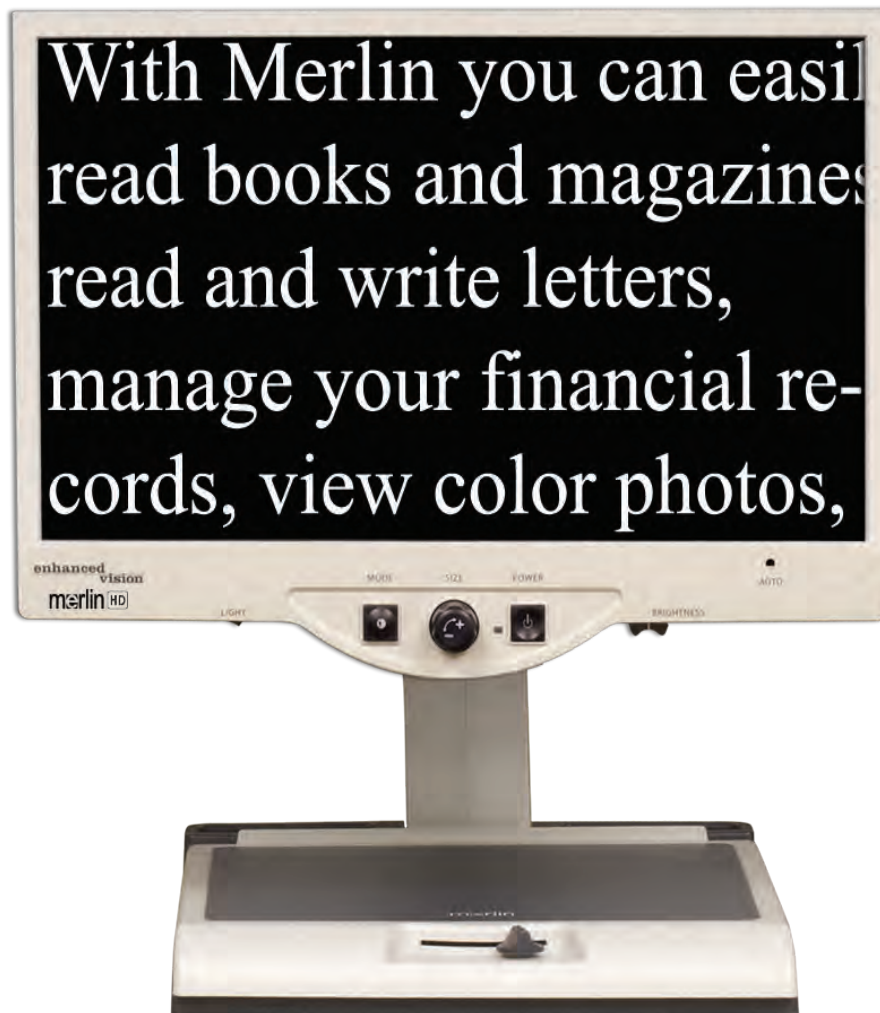 With Merlin you can easil
read books and magazines
read and write letters,
manage your financial re-
cords, view color photos,
enhanced
vision
merlin HD
LIGHT
MODE
SIZE
POWER
BRIGHTNESS
AUTO
merlin